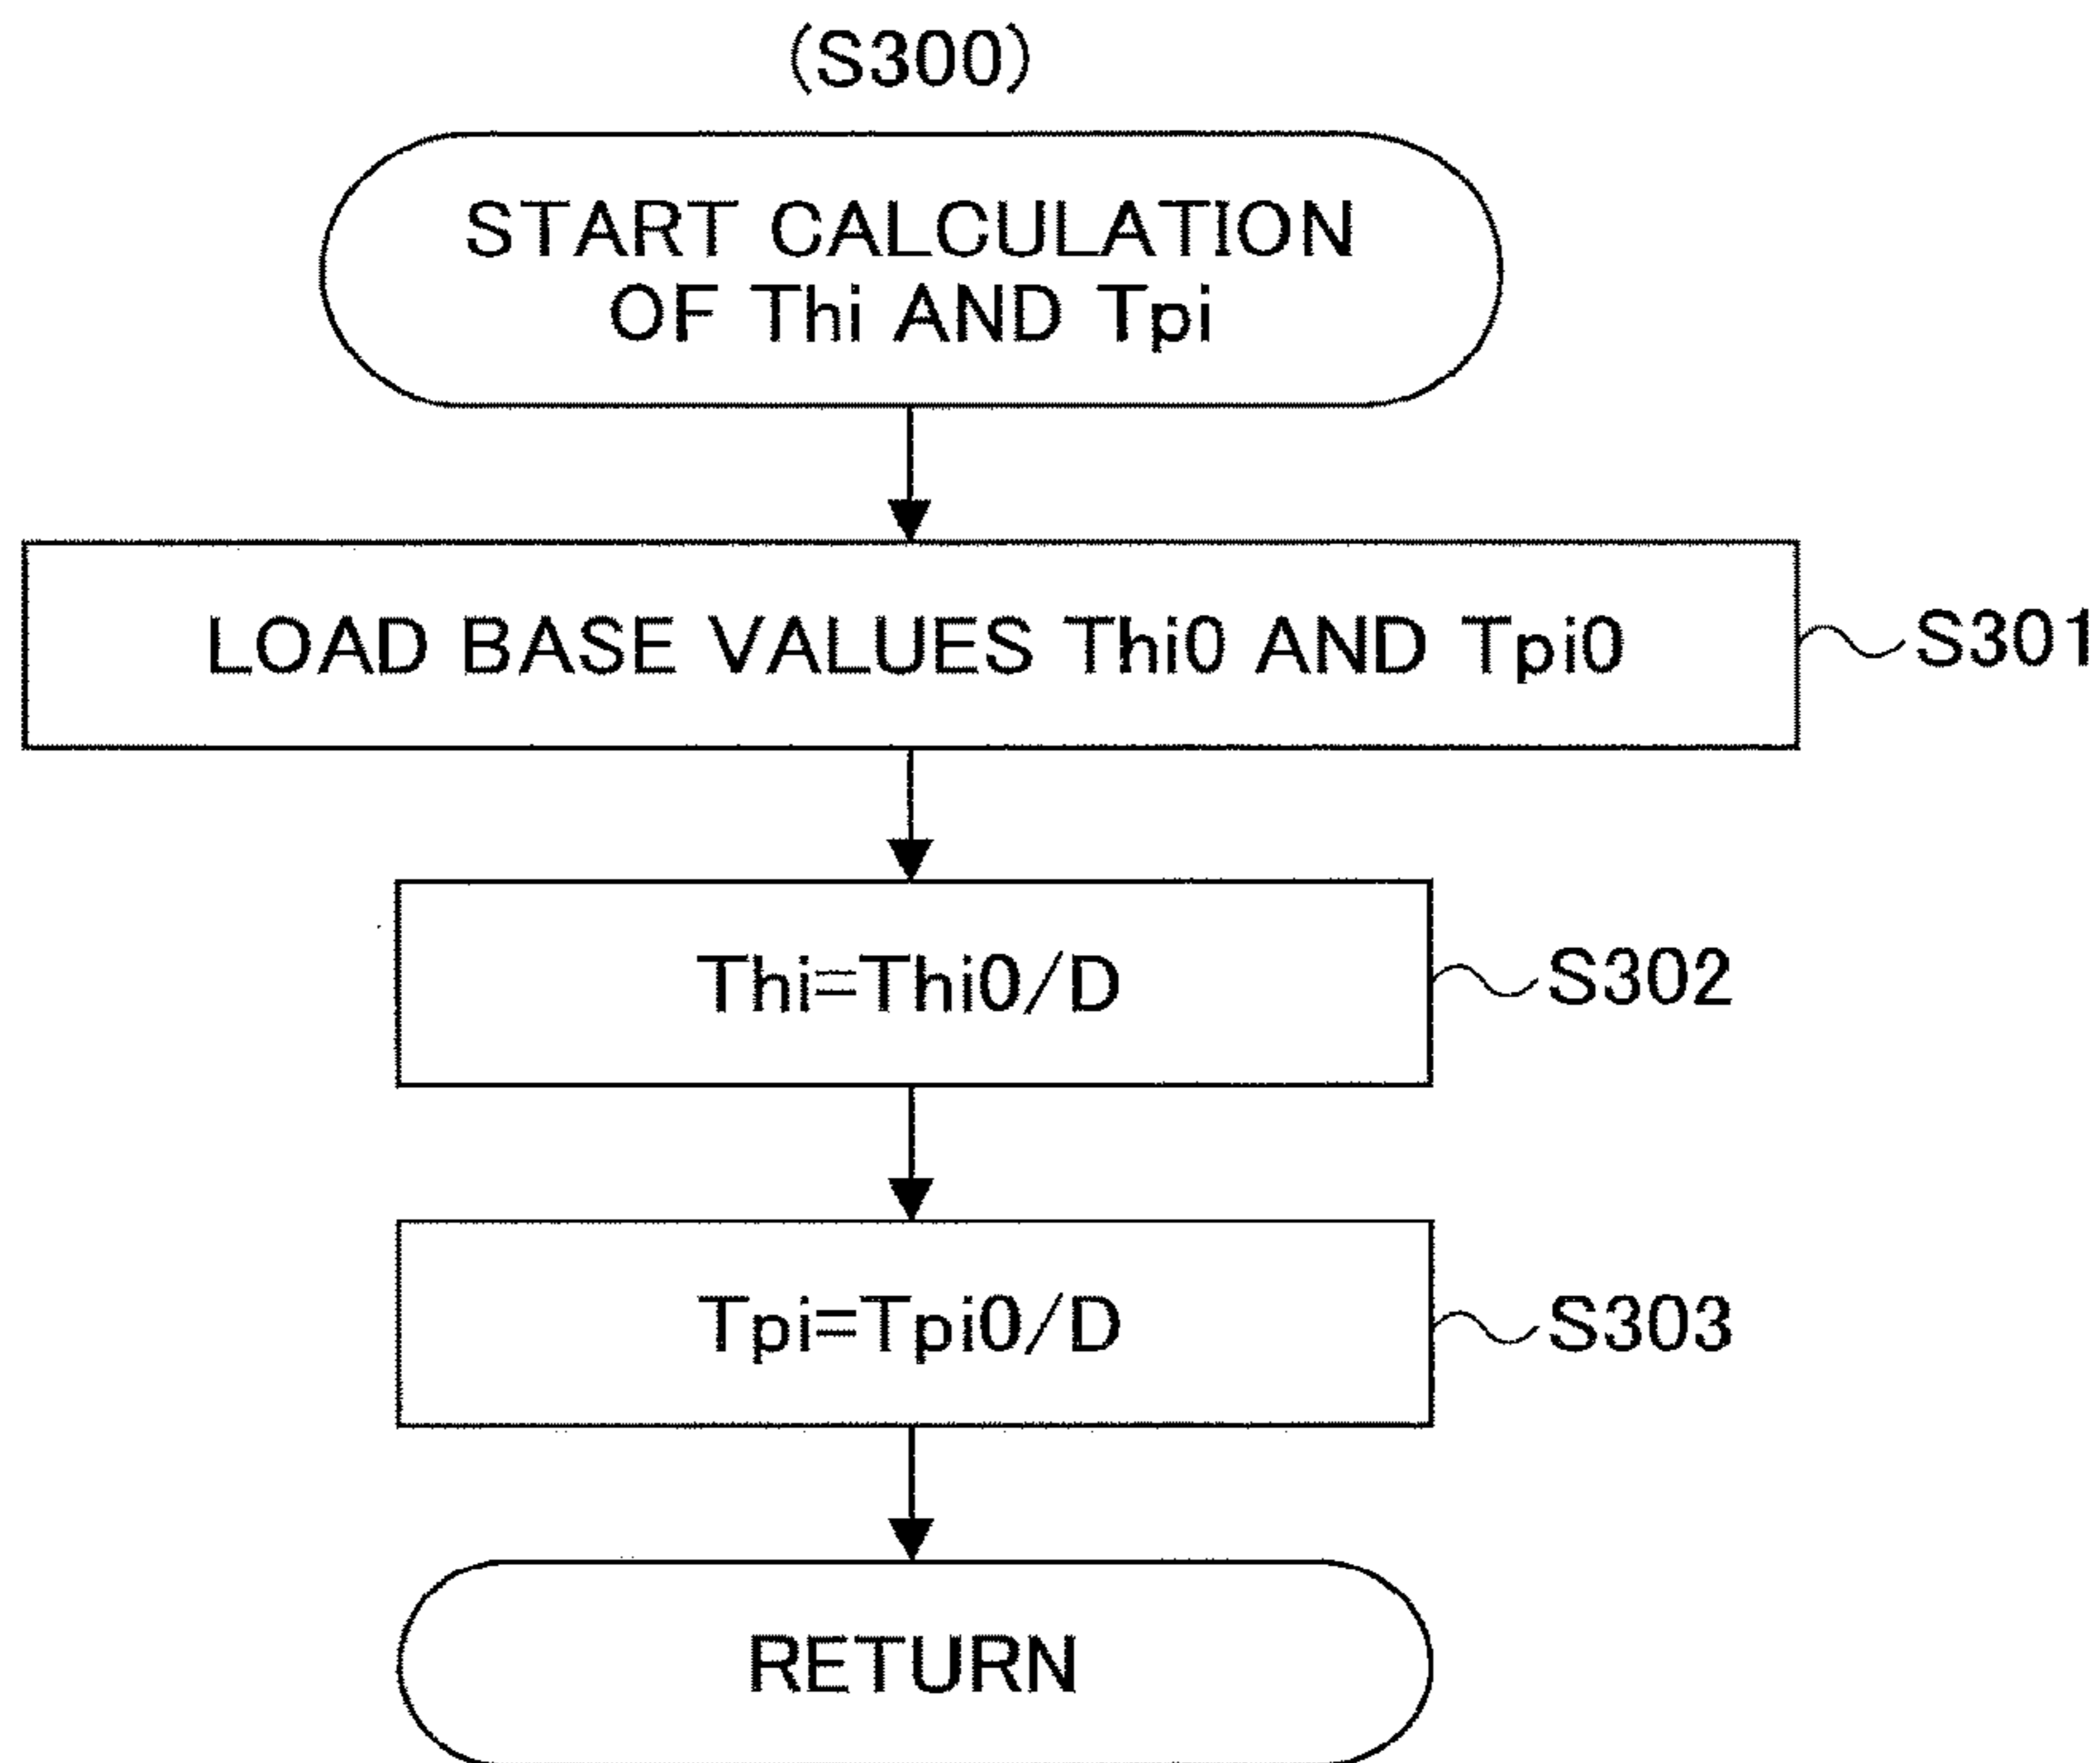 (S300)
START CALCULATION
OF Thi AND Tpi
LOAD BASE VALUES Thi0 AND Tpi0
S301
Thi=Thi0/D
S302
Tpi=Tpi0/D
S303
RETURN